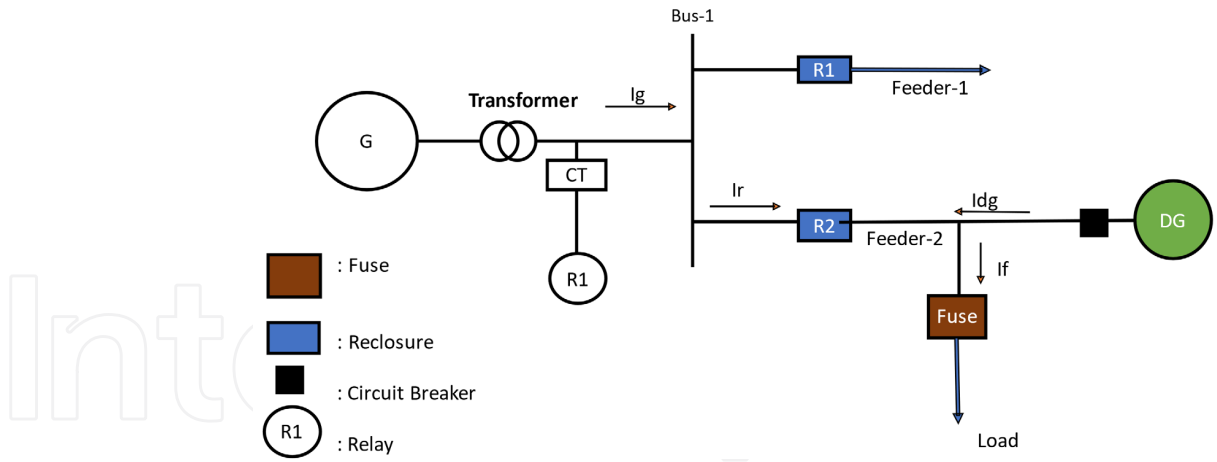 Bus-1
R1
Feeder-1
Transformer
Ig
G
CT
Ir
R2
Feeder-2
Idg
DG
If
R1
Fuse
Load
: Fuse
: Reclosure
: Circuit Breaker
R1
: Relay